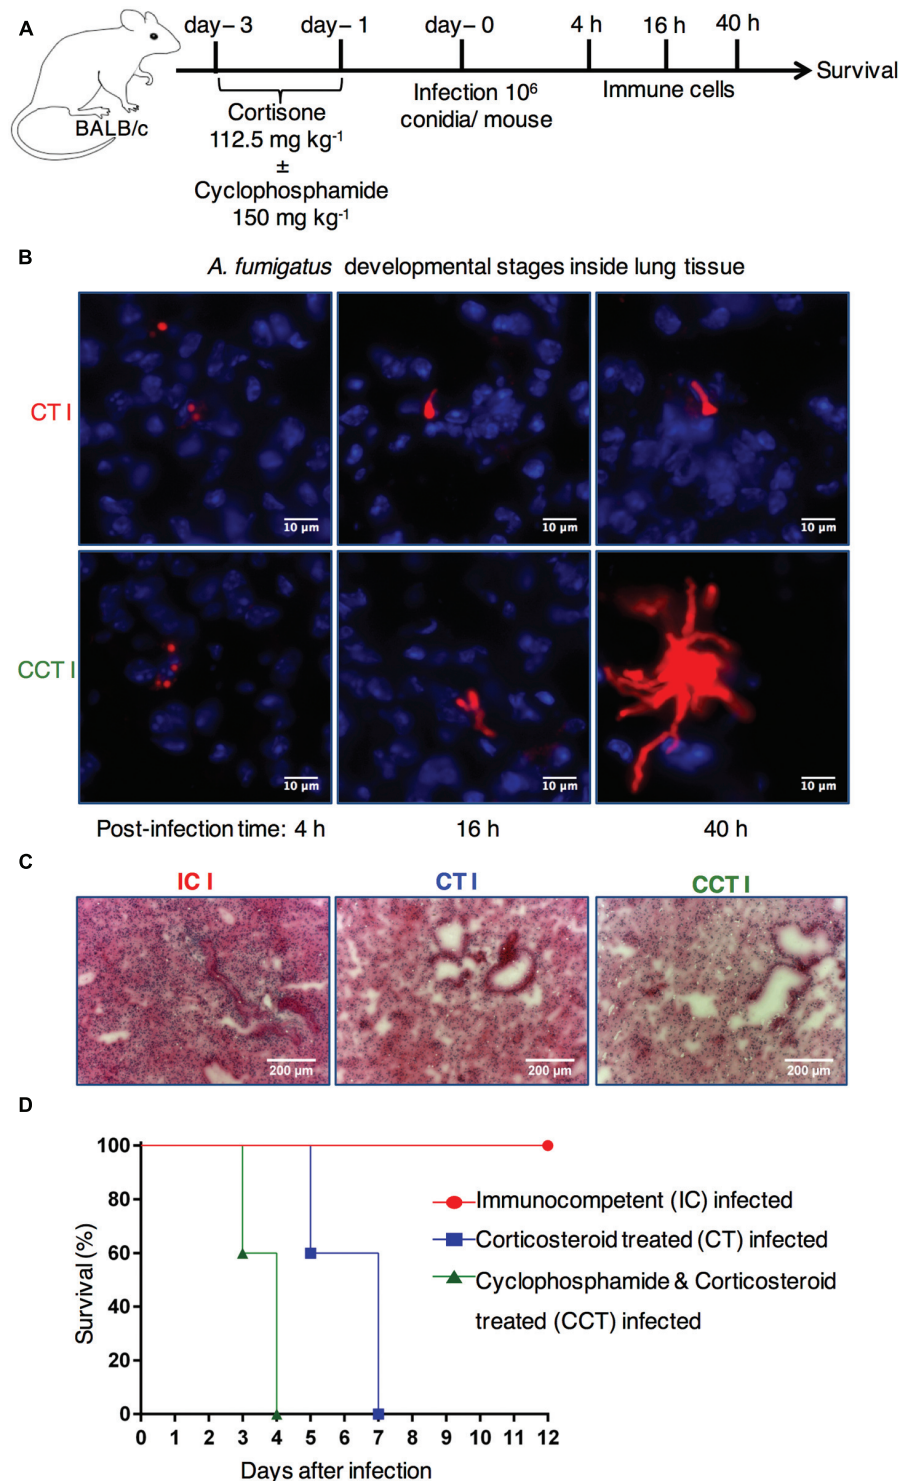 A
day– 3 day– 1 day– 0 4 h 16 h 40 h
Survival
BALB/c
Cortisone
112.5 mg kg-1
±
Cyclophosphamide
150 mg kg-1
Infection 10⁶
conidia/ mouse
Immune cells
B
A. fumigatus developmental stages inside lung tissue
CT I
10 µm 10 µm 10 µm
CCT I
10 µm 10 µm 10 µm
Post-infection time: 4 h 16 h 40 h
C
IC I CT I CCT I
200 µm 200 µm 200 µm
D
Survival (%)
100
80
60
40
20
0
Immunocompetent (IC) infected
Corticosteroid treated (CT) infected
Cyclophosphamide & Corticosteroid
treated (CCT) infected
0 1 2 3 4 5 6 7 8 9 10 11 12
Days after infection